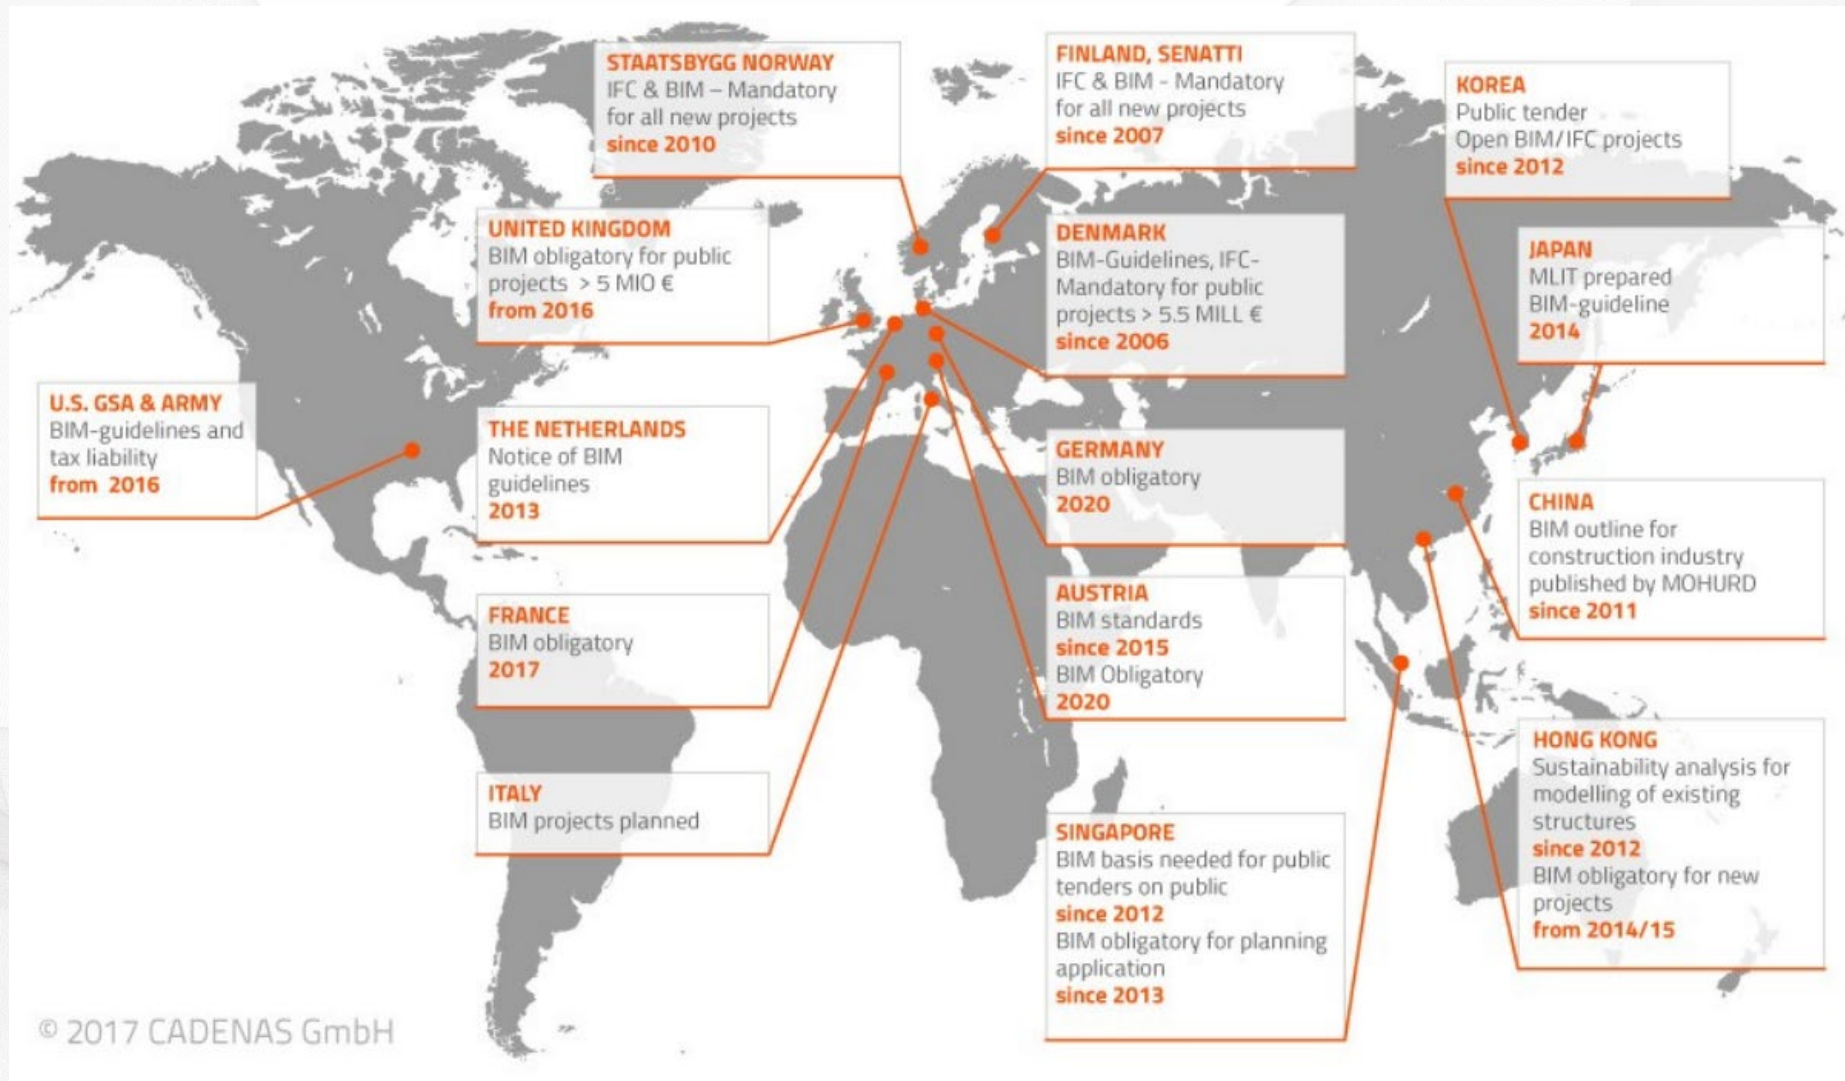 STAATSBYGG NORWAY
IFC & BIM – Mandatory
for all new projects
since 2010
FINLAND, SENATTI
IFC & BIM - Mandatory
for all new projects
since 2007
KOREA
Public tender
Open BIM/IFC projects
since 2012
UNITED KINGDOM
BIM obligatory for public
projects > 5 MIO €
from 2016
DENMARK
BIM-Guidelines, IFC-
Mandatory for public
projects > 5.5 MILL €
since 2006
JAPAN
MLIT prepared
BIM-guideline
2014
U.S. GSA & ARMY
BIM-guidelines and
tax liability
from 2016
THE NETHERLANDS
Notice of BIM
guidelines
2013
GERMANY
BIM obligatory
2020
CHINA
BIM outline for
construction industry
published by MOHURD
since 2011
FRANCE
BIM obligatory
2017
AUSTRIA
BIM standards
since 2015
BIM Obligatory
2020
ITALY
BIM projects planned
SINGAPORE
BIM basis needed for public
tenders on public
since 2012
BIM obligatory for planning
application
since 2013
HONG KONG
Sustainability analysis for
modelling of existing
structures
since 2012
BIM obligatory for new
projects
from 2014/15
© 2017 CADENAS GmbH